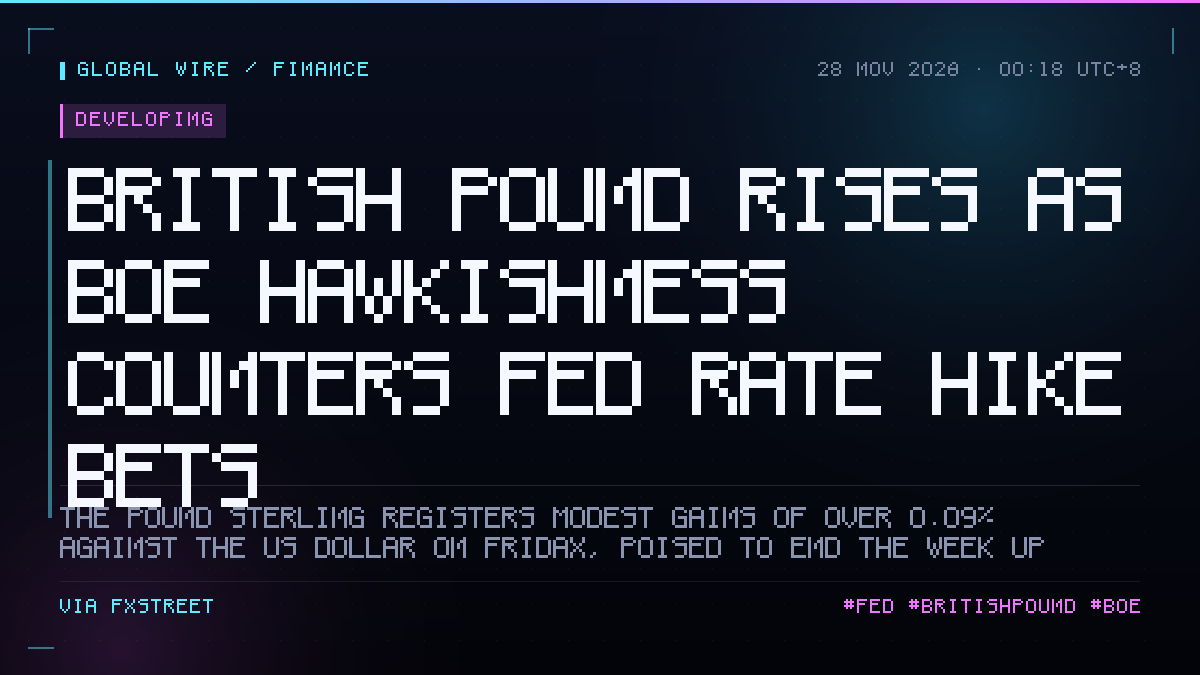 GLOBAL WIRE / FINANCE
28 NOV · 00:18 UTC+8
DEVELOPING
BRITISH POUND RISES AS
BOE HAWKISHNESS
COUNTERS FED RATE HIKE
BETS
THE POUND STERLING REGISTERS MODEST GAINS OF OVER 0.09%
AGAINST THE US DOLLAR ON FRIDAY, POISED TO END THE WEEK UP
VIA FXSTREET
#FED #BRITISHPOUND #BOE